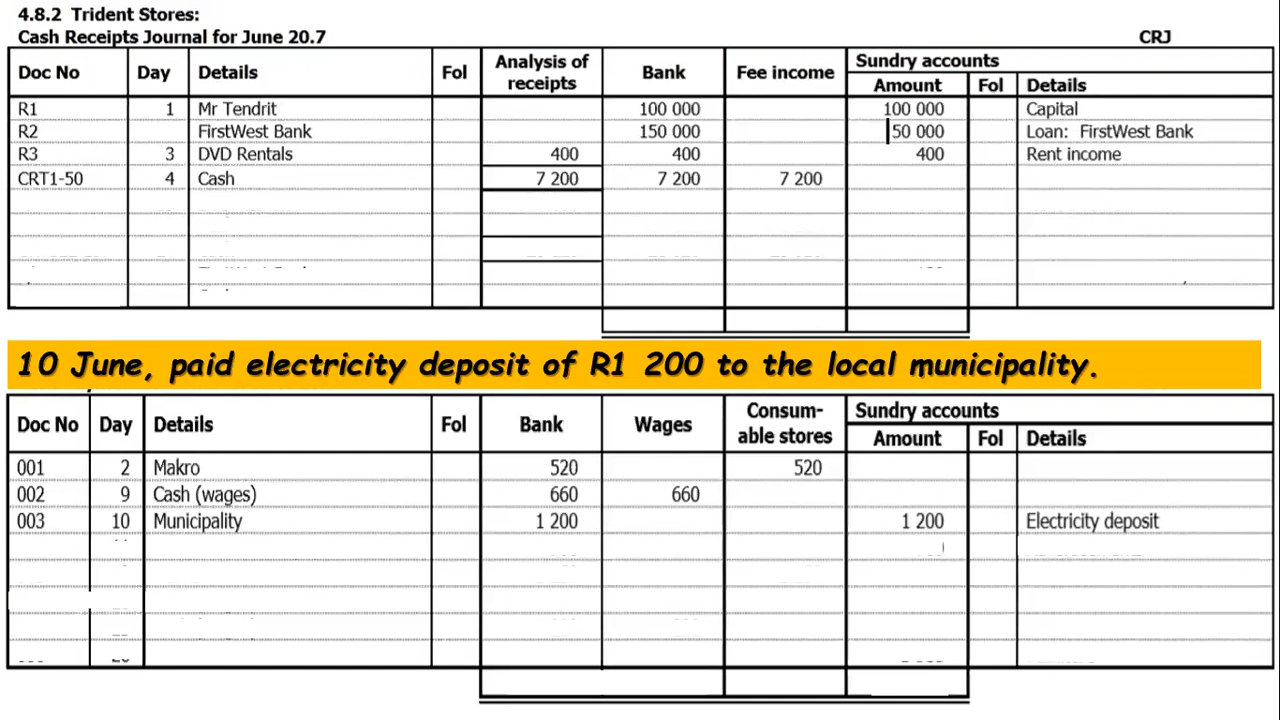 4.8.2 Trident Stores:
Cash Receipts Journal for June 20.7 CRJ
Doc No Day Details Fol Analysis of receipts Bank Fee income Sundry accounts
Amount Fol Details
R1 1 Mr Tendrit 100 000 100 000 Capital
R2 FirstWest Bank 150 000 50 000 Loan: FirstWest Bank
R3 3 DVD Rentals 400 400 400 Rent income
CRT1-50 4 Cash 7 200 7 200 7 200
10 June, paid electricity deposit of R1 200 to the local municipality.
Doc No Day Details Fol Bank Wages Consum-able stores Sundry accounts
Amount Fol Details
001 2 Makro 520 520
002 9 Cash (wages) 660 660
003 10 Municipality 1 200 1 200 Electricity deposit